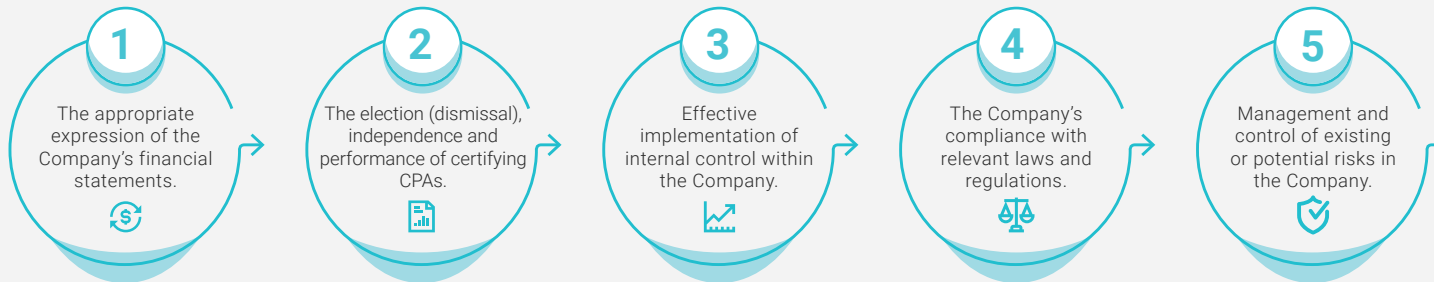 1
The appropriate
expression of the
Company's financial
statements.
2
The election (dismissal),
independence and
performance of certifying
CPAs.
3
Effective
implementation of
internal control within
the Company.
4
The Company's
compliance with
relevant laws and
regulations.
5
Management and
control of existing
or potential risks in
the Company.